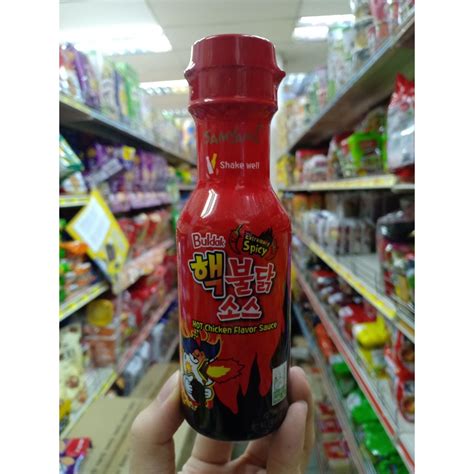 Samyang
Shake well
Buldak
Extremely Spicy
핵불닭
소스
HOT Chicken Flavor Sauce